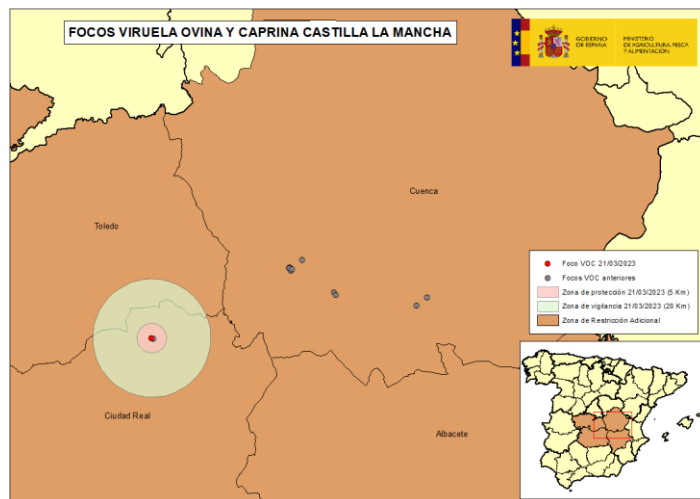 FOCOS VIRUELA OVINA Y CAPRINA CASTILLA LA MANCHA
GOBIERNO
DE ESPAÑA
MINISTERIO
DE AGRICULTURA, PESCA
Y ALIMENTACIÓN
Cuenca
Toledo
Foco VOC 21/03/2023
Focos VOC anteriores
Zona de protección 21/03/2023 (5 Km)
Zona de vigilancia 21/03/2023 (20 Km)
Zona de Restricción Adicional
Ciudad Real
Albacete